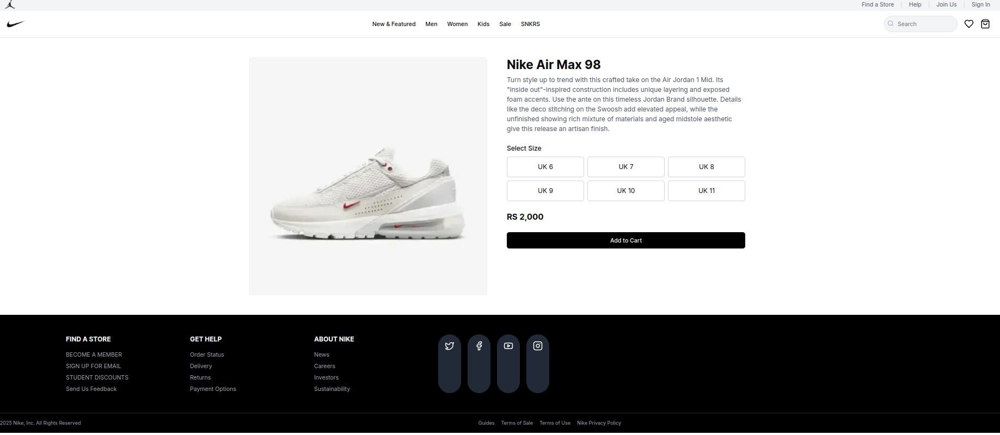 Find a Store
Help
Join Us
Sign In
New & Featured
Men
Women
Kids
Sale
SNKRS
Search
Nike Air Max 98
Turn style up to trend with this crafted take on the Air Jordan 1 Mid. Its
"inside out"-inspired construction includes unique layering and exposed
foam accents. Use the ante on this timeless Jordan Brand silhouette. Details
like the deco stitching on the Swoosh add elevated appeal, while the
unfinished showing rich mixture of materials and aged midstole aesthetic
give this release an artisan finish.
Select Size
UK 6
UK 7
UK 8
UK 9
UK 10
UK 11
RS 2,000
Add to Cart
FIND A STORE
BECOME A MEMBER
SIGN UP FOR EMAIL
STUDENT DISCOUNTS
Send Us Feedback
GET HELP
Order Status
Delivery
Returns
Payment Options
ABOUT NIKE
News
Careers
Investors
Sustainability
2025 Nike, Inc. All Rights Reserved
Guides
Terms of Sale
Terms of Use
Nike Privacy Policy